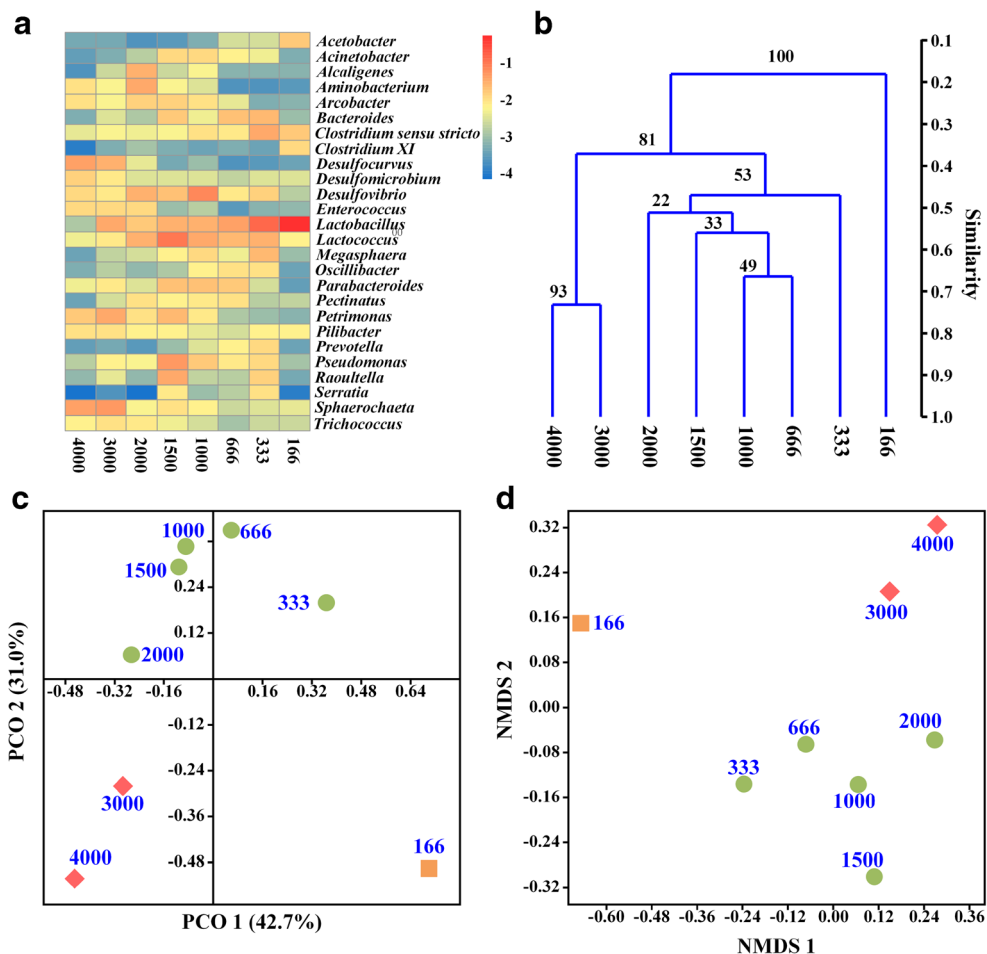 a
Acetobacter
Acinetobacter
Alcaligenes
Aminobacterium
Arcobacter
Bacteroides
Clostridium sensu stricto
Clostridium XI
Desulfocurvus
Desulfomicrobium
Desulfovibrio
Enterococcus
Lactobacillus
Lactococcus
00
Megasphaera
Oscillibacter
Parabacteroides
Pectinatus
Petrimonas
Pilibacter
Prevotella
Pseudomonas
Raoultella
Serratia
Sphaerochaeta
Trichococcus
4000 3000 2000 1500 1000 666 333 166
-1
-2
-3
-4
b
100
81
53
22
33
49
93
4000 3000 2000 1500 1000 666 333 166
0.1
0.2
0.3
0.4
0.5
0.6
0.7
0.8
0.9
1.0
Similarity
c
1000
666
1500
0.24
333
0.12
2000
-0.48 -0.32 -0.16 0.16 0.32 0.48 0.64
-0.12
-0.24
3000
-0.36
166
4000
-0.48
PCO 2 (31.0%)
PCO 1 (42.7%)
d
0.32
0.24
0.16
0.08
0.00
-0.08
-0.16
-0.24
-0.32
4000
3000
166
2000
666
333
1000
1500
-0.60 -0.48 -0.36 -0.24 -0.12 0.00 0.12 0.24 0.36
NMDS 2
NMDS 1